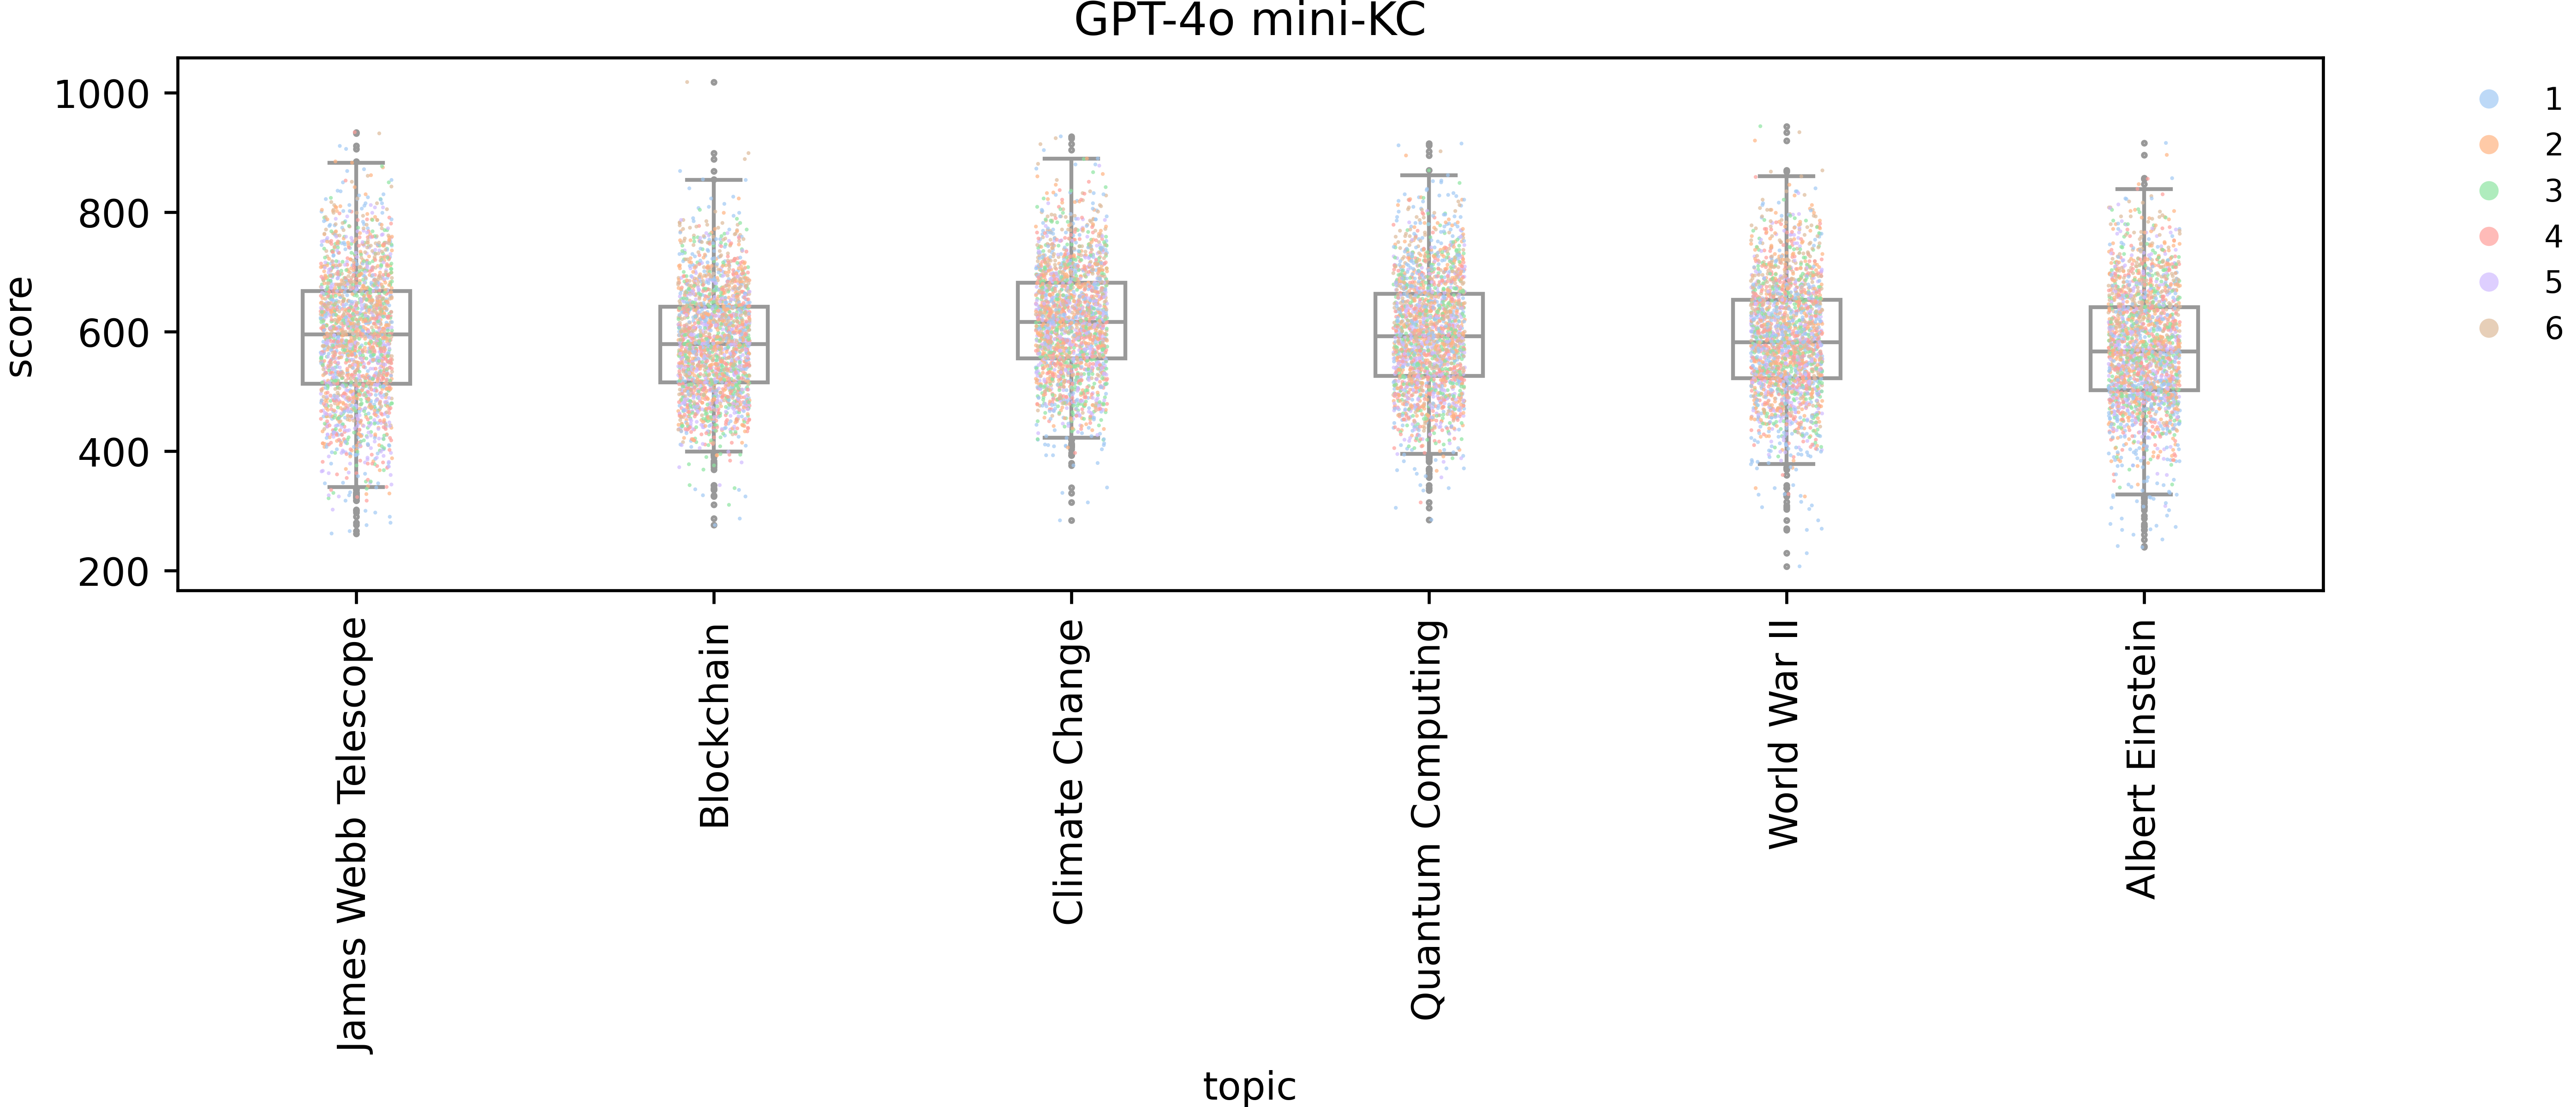 GPT-4o mini-KC
score
1000
800
600
400
200
James Webb Telescope
Blockchain
Climate Change
Quantum Computing
World War II
Albert Einstein
topic
1
2
3
4
5
6